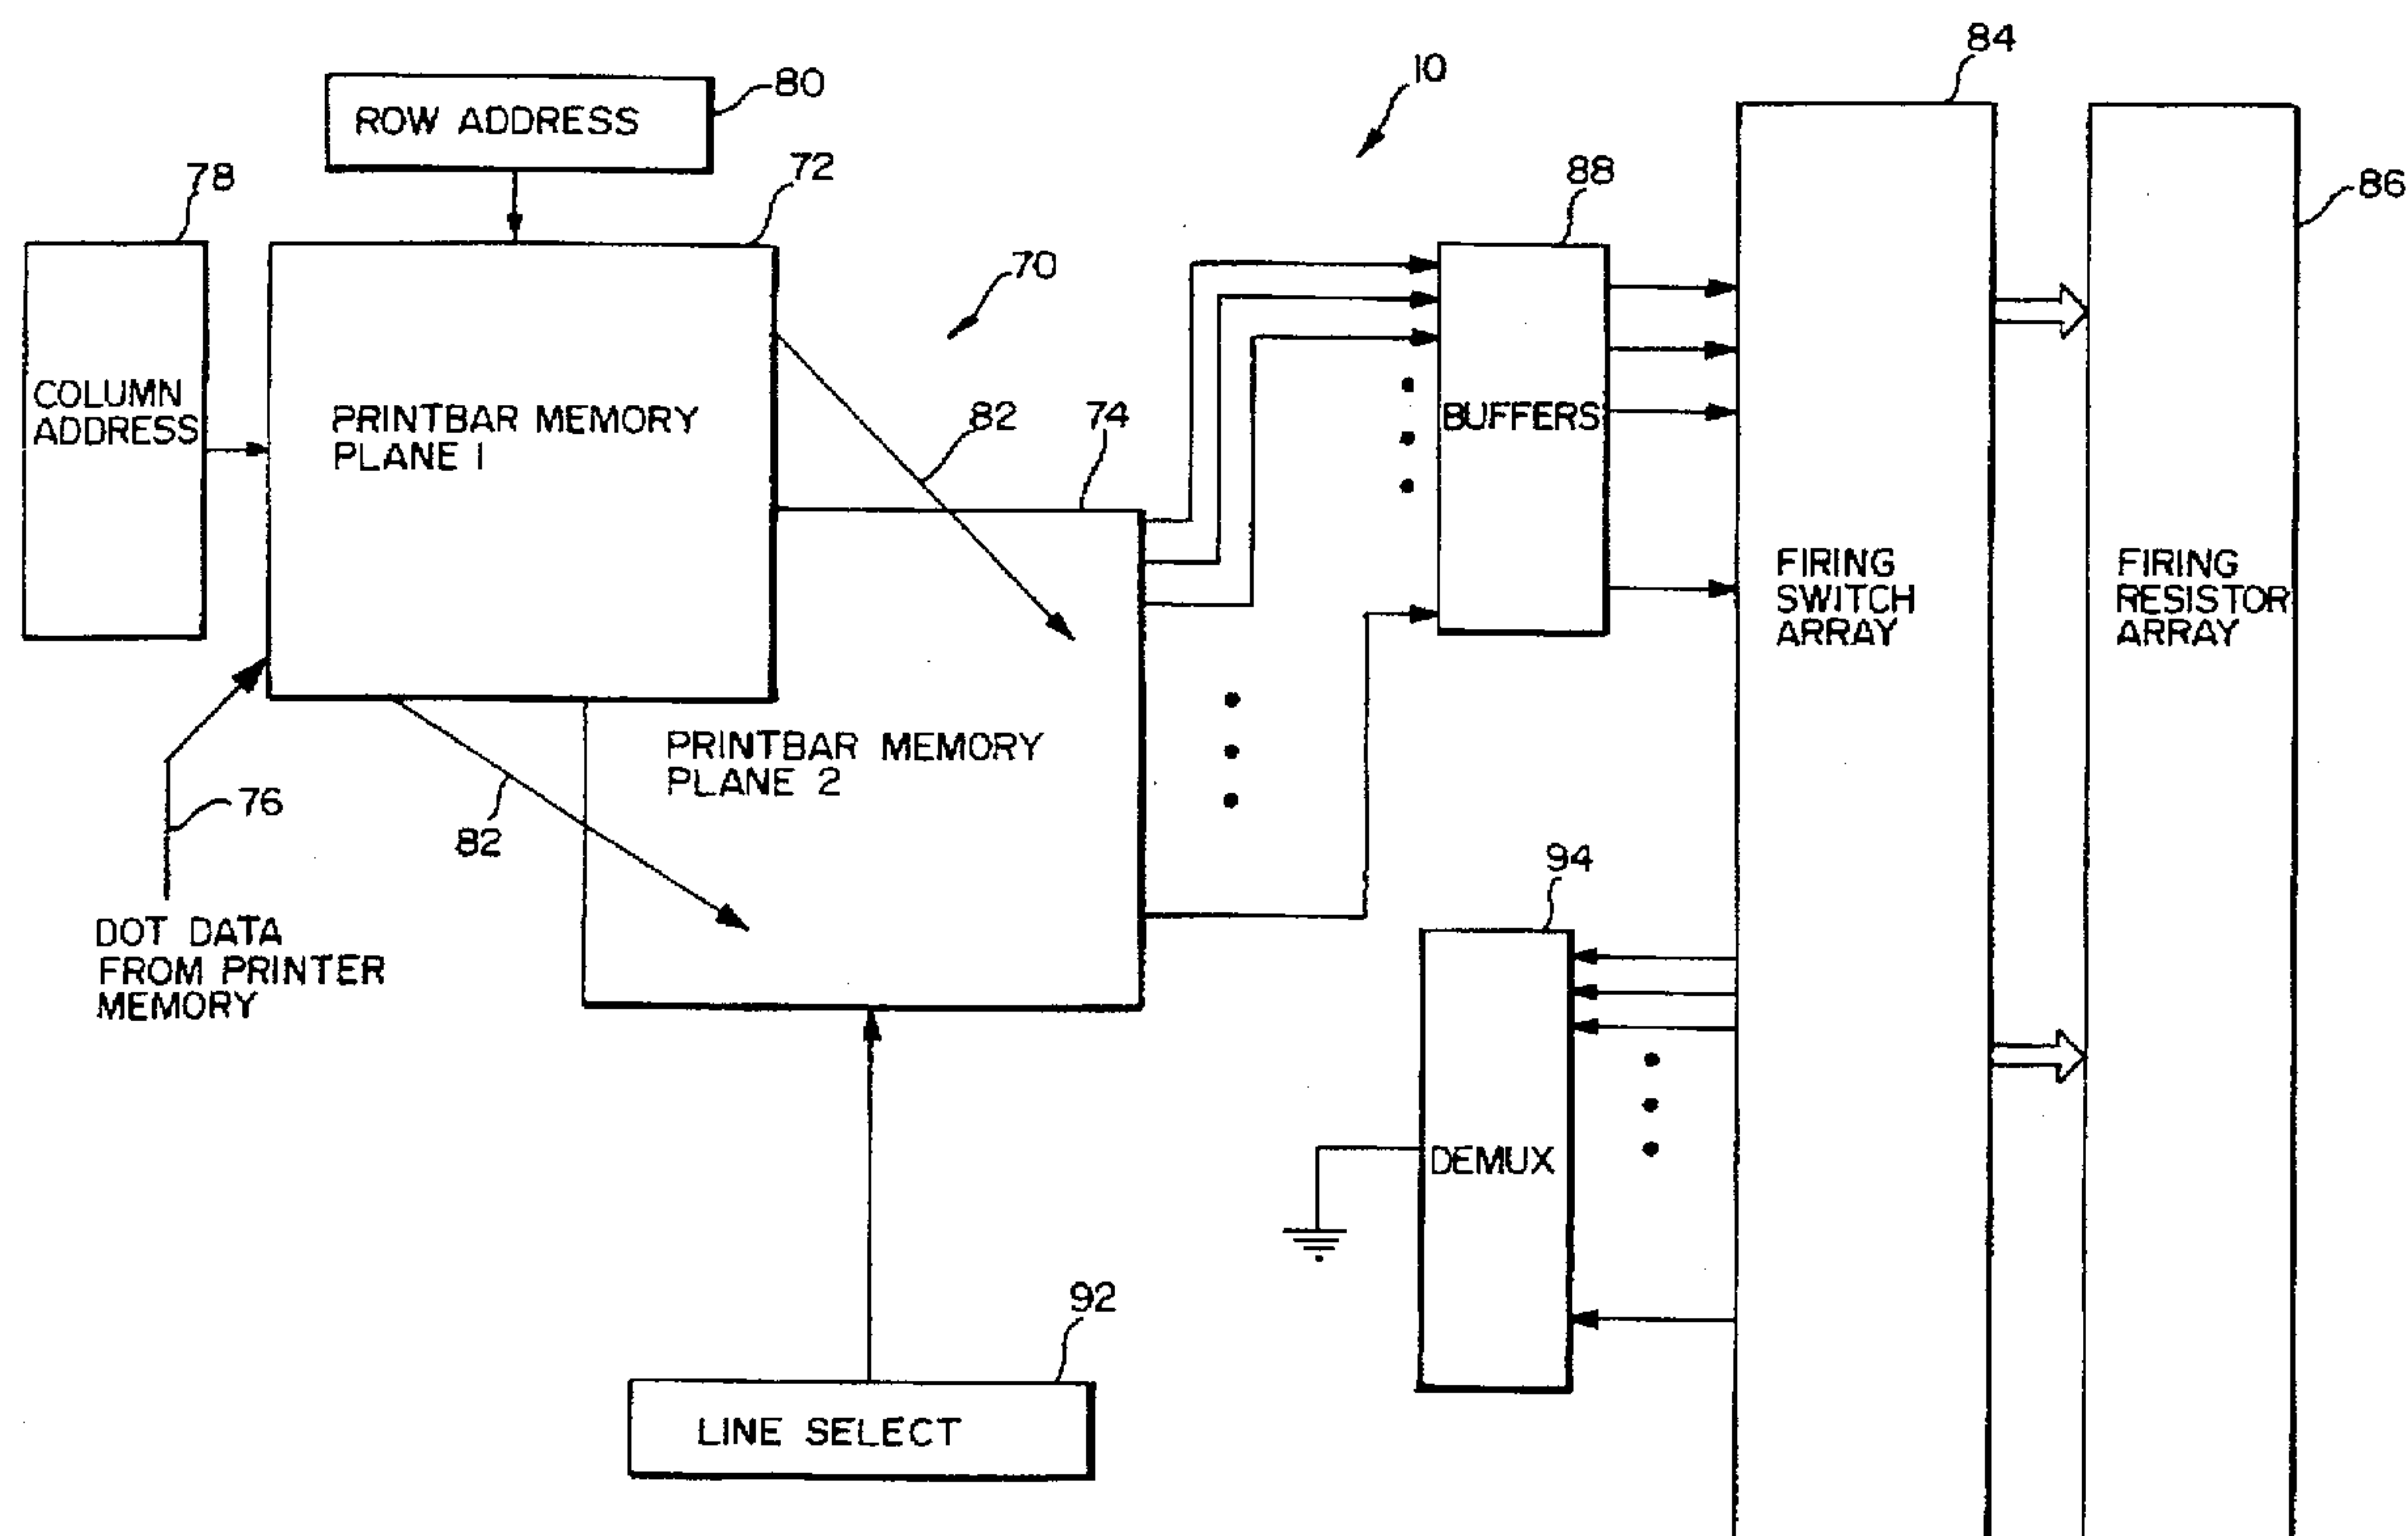 84
10
80
ROW ADDRESS
78
72
88
86
70
COLUMN
ADDRESS
PRINTBAR MEMORY
PLANE 1
82
74
BUFFERS
FIRING
SWITCH
ARRAY
FIRING
RESISTOR
ARRAY
PRINTBAR MEMORY
PLANE 2
76
82
94
DOT DATA
FROM PRINTER
MEMORY
DEMUX
92
LINE SELECT